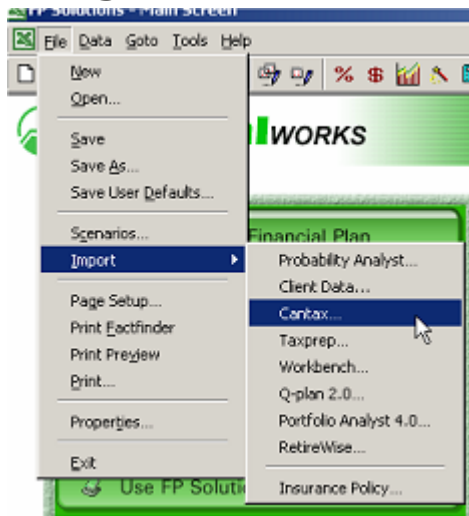 FP Solutions - Main Screen
File Data Goto Tools Help
New
Open...
WORKS
Save
Save As...
Save User Defaults...
Scenarios...
Financial Plan
Import
Probability Analyst...
Client Data...
Page Setup...
Cantax...
Print Factfinder
Taxprep...
Print Preview
Workbench...
Print...
Q-plan 2.0...
Portfolio Analyst 4.0...
Properties...
RetireWise...
Exit
Use FP Soluti
Insurance Policy...